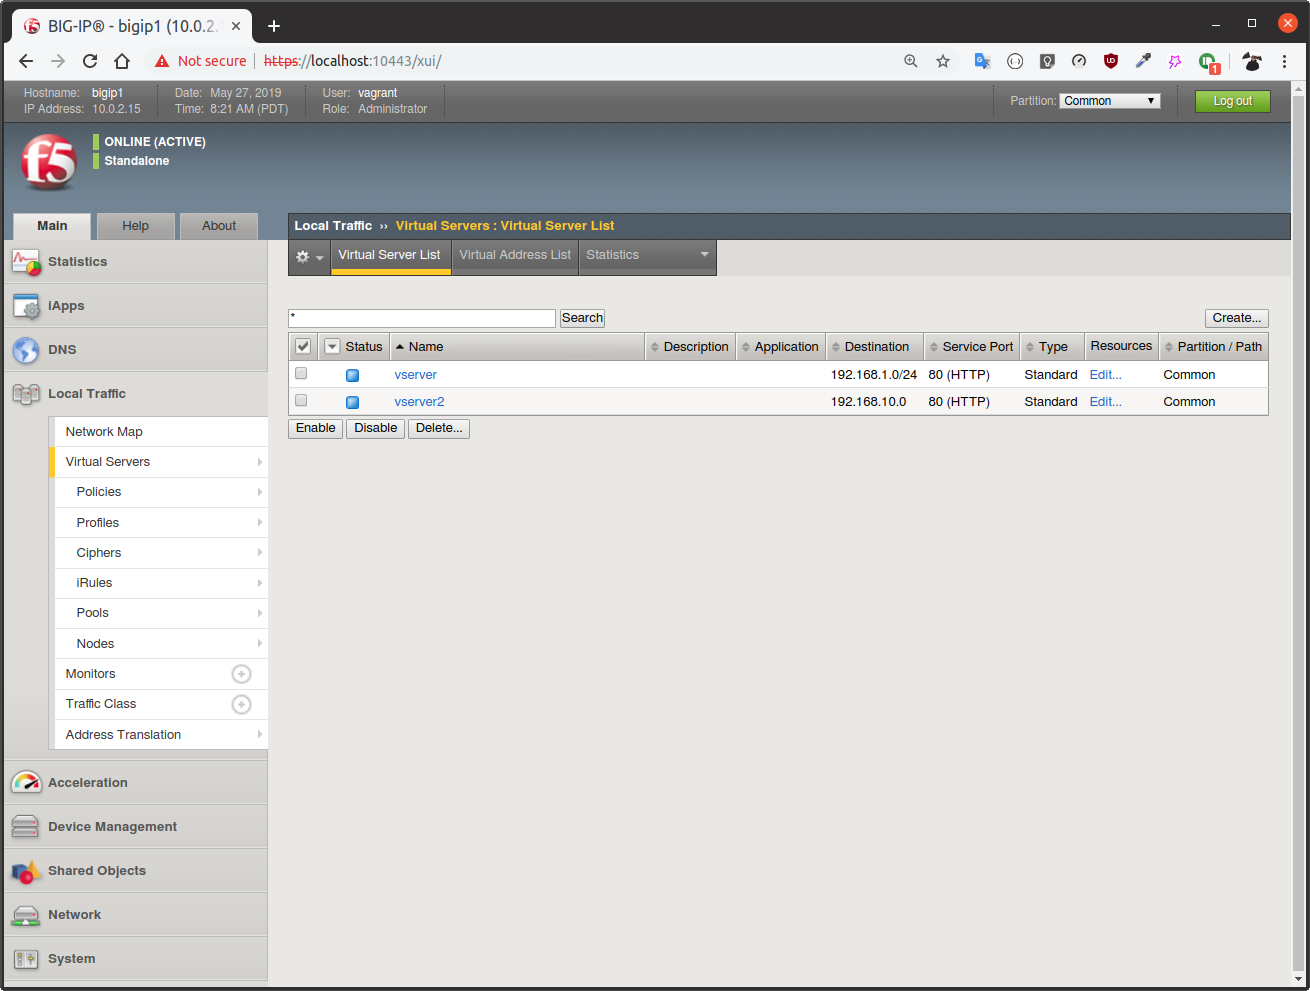 BIG-IP® - bigip1 (10.0.2.
Not secure https://localhost:10443/xui/
1
Hostname: bigip1 Date: May 27, 2019 User: vagrant
IP Address: 10.0.2.15 Time: 8:21 AM (PDT) Role: Administrator
Partition: Common Log out
f5
ONLINE (ACTIVE)
Standalone
Main Help About
Local Traffic ›› Virtual Servers : Virtual Server List
Virtual Server List Virtual Address List Statistics
Statistics
iApps
DNS
Local Traffic
Network Map
Virtual Servers
Policies
Profiles
Ciphers
iRules
Pools
Nodes
Monitors
Traffic Class
Address Translation
Acceleration
Device Management
Shared Objects
Network
System
* Search Create...
Status Name Description Application Destination Service Port Type Resources Partition / Path
vserver 192.168.1.0/24 80 (HTTP) Standard Edit... Common
vserver2 192.168.10.0 80 (HTTP) Standard Edit... Common
Enable Disable Delete...